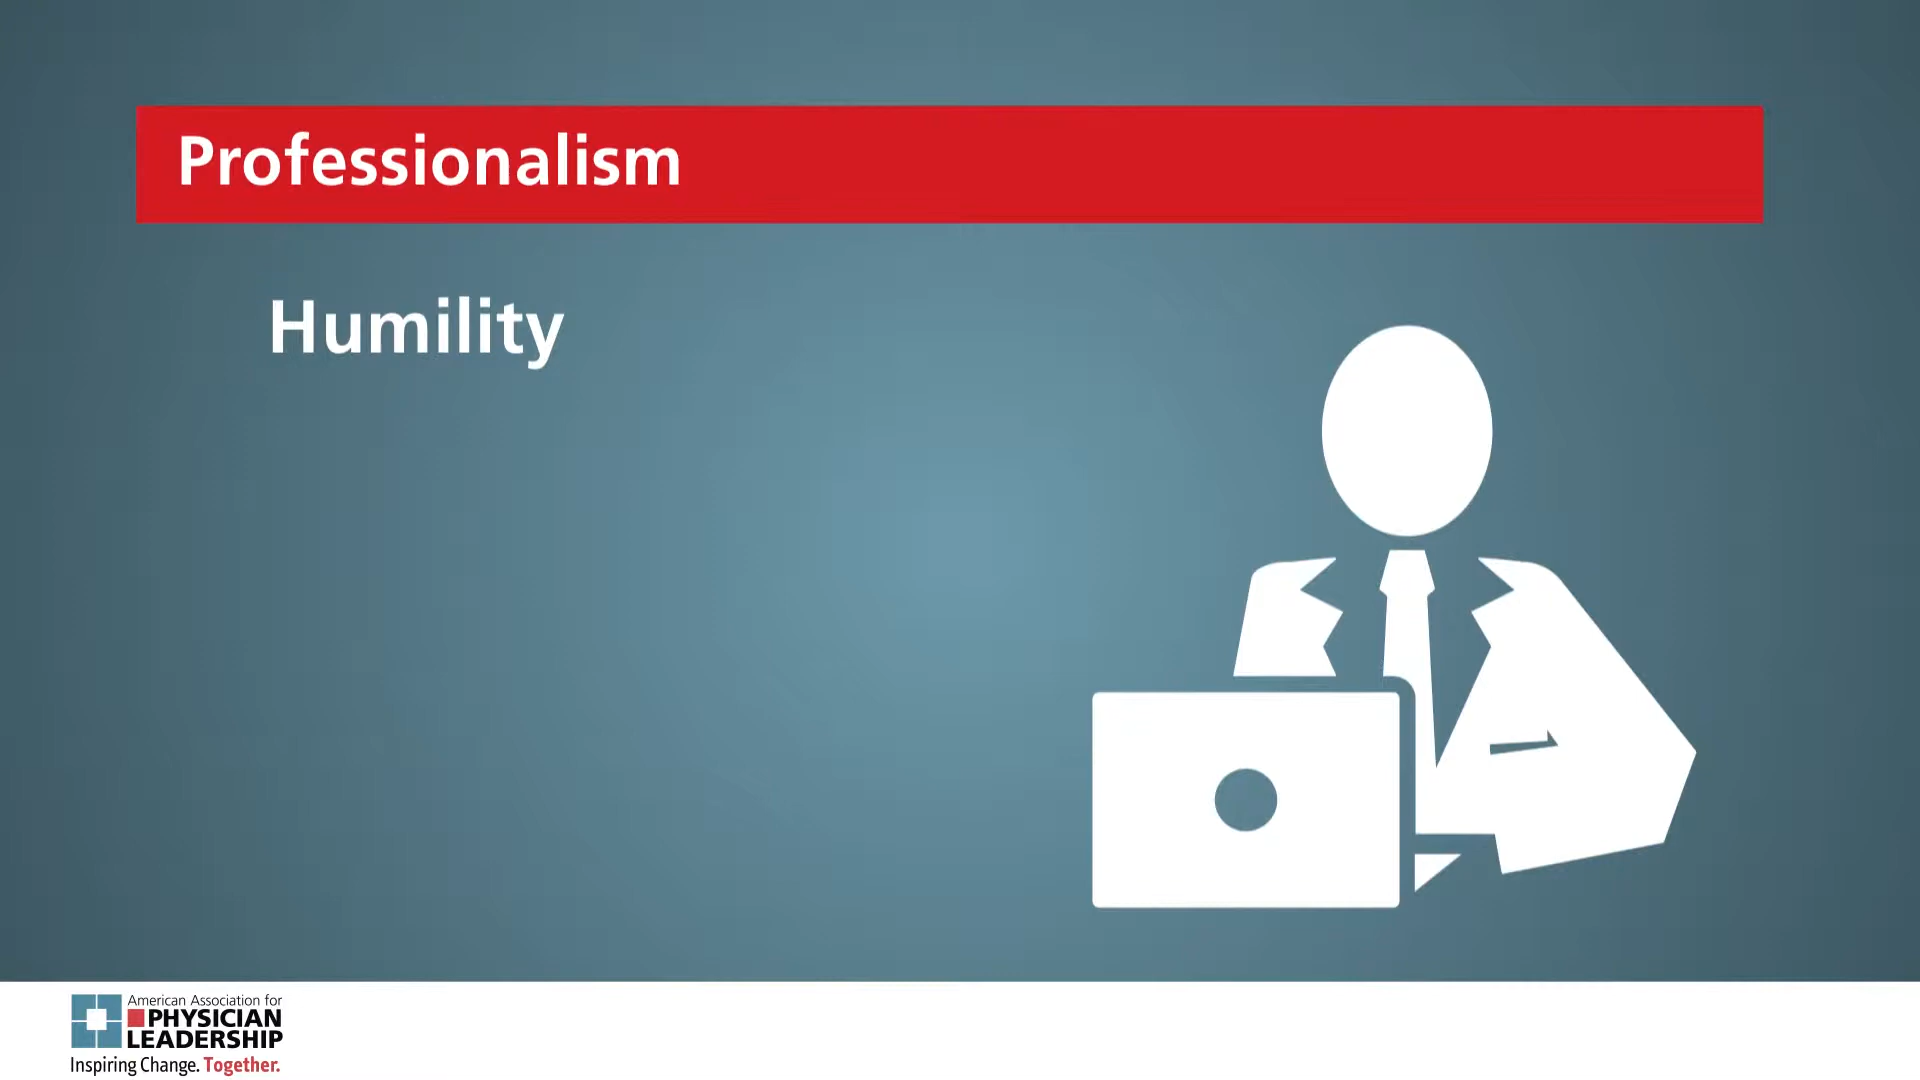 Professionalism
Humility
American Association for
PHYSICIAN
LEADERSHIP
Inspiring Change. Together.